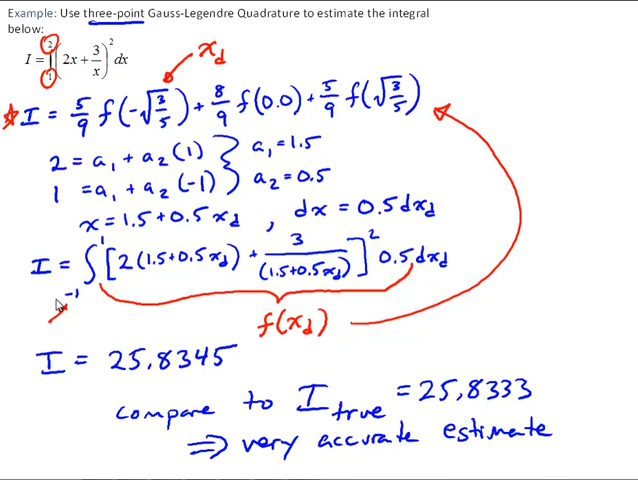 Example: Use three-point Gauss-Legendre Quadrature to estimate the integral
below:
I = ∫₁² (2x + 3/x)² dx
x_d
☆ I = 5/9 f(-√(3/5)) + 8/9 f(0.0) + 5/9 f(√(3/5))
2 = a₁ + a₂(1) } a₁ = 1.5
1 = a₁ + a₂(-1) } a₂ = 0.5
x = 1.5 + 0.5x_d , dx = 0.5dx_d
I = ∫₋₁¹ [2(1.5+0.5x_d) + 3/(1.5+0.5x_d)]² 0.5dx_d
f(x_d)
I = 25.8345
compare to I_true = 25.8333
⇒ very accurate estimate